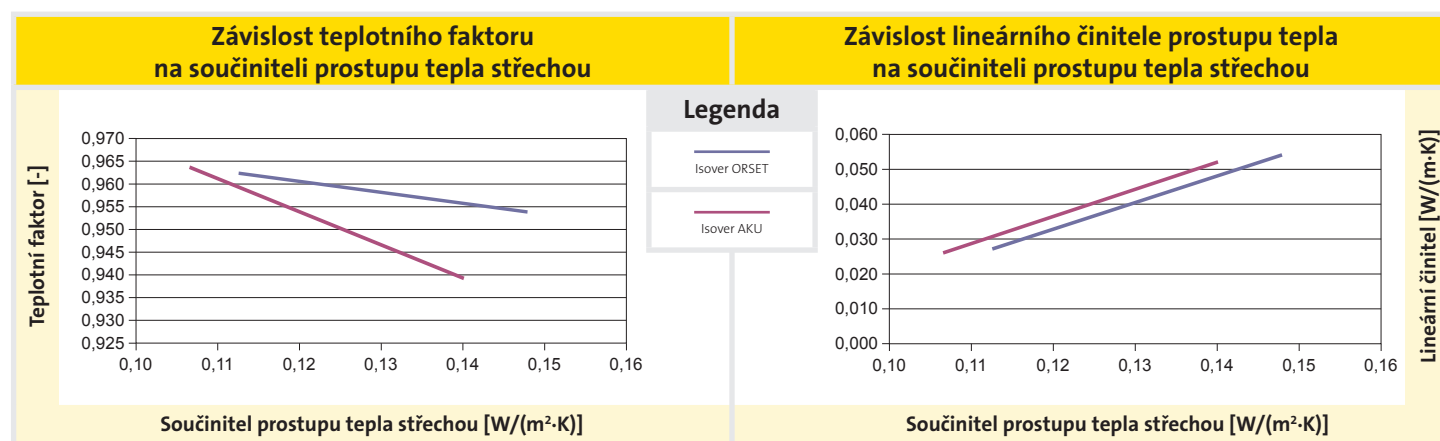 Závislost teplotního faktoru
na součiniteli prostupu tepla střechou
Závislost lineárního činitele prostupu tepla
na součiniteli prostupu tepla střechou
Teplotní faktor [-]
0,970
0,965
0,960
0,955
0,950
0,945
0,940
0,935
0,930
0,925
0,10 0,11 0,12 0,13 0,14 0,15 0,16
Součinitel prostupu tepla střechou [W/(m²·K)]
Legenda
Isover ORSET
Isover AKU
0,060
0,050
0,040
0,030
0,020
0,010
0,000
0,10 0,11 0,12 0,13 0,14 0,15 0,16
Lineární činitel [W/(m·K)]
Součinitel prostupu tepla střechou [W/(m²·K)]